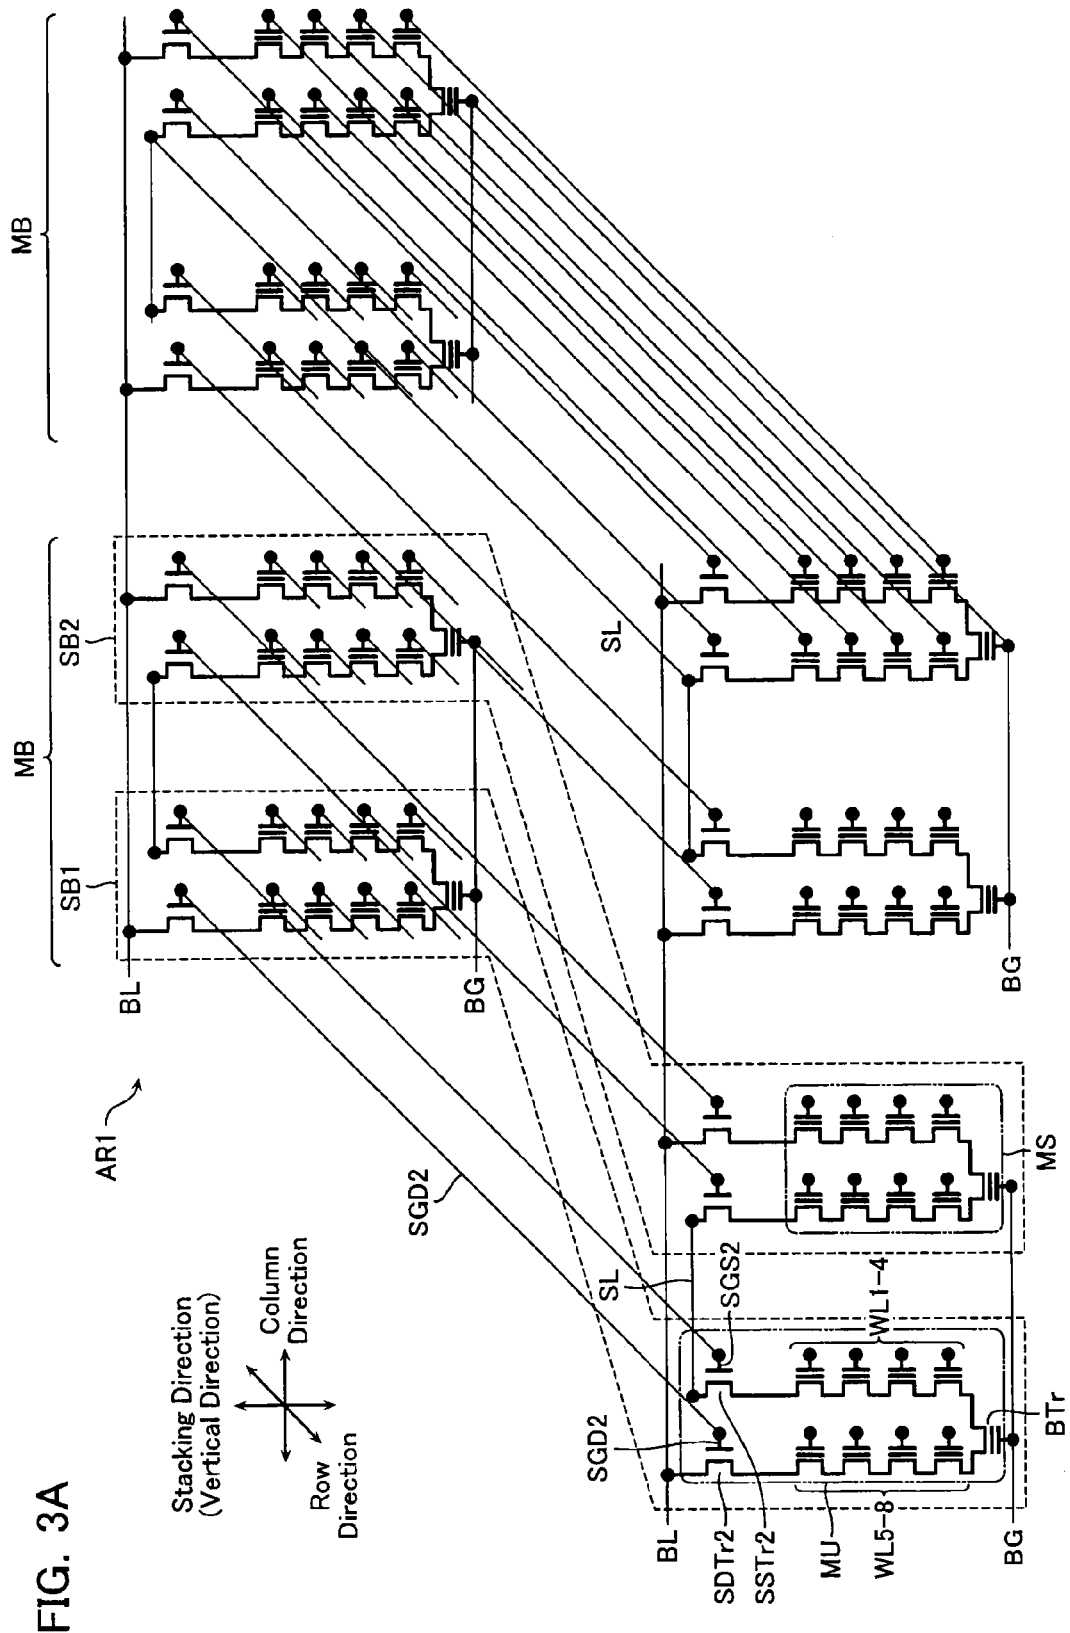 FIG. 3A
Stacking Direction
(Vertical Direction)
Column
Direction
Row
Direction
AR1
MB
MB
SB1
SB2
BL
BG
SGD2
SL
SL
BL
SGD2
SDTr2
SSTr2
SGS2
MU
WL5-8
WL1-4
BG
BTr
MS
BG